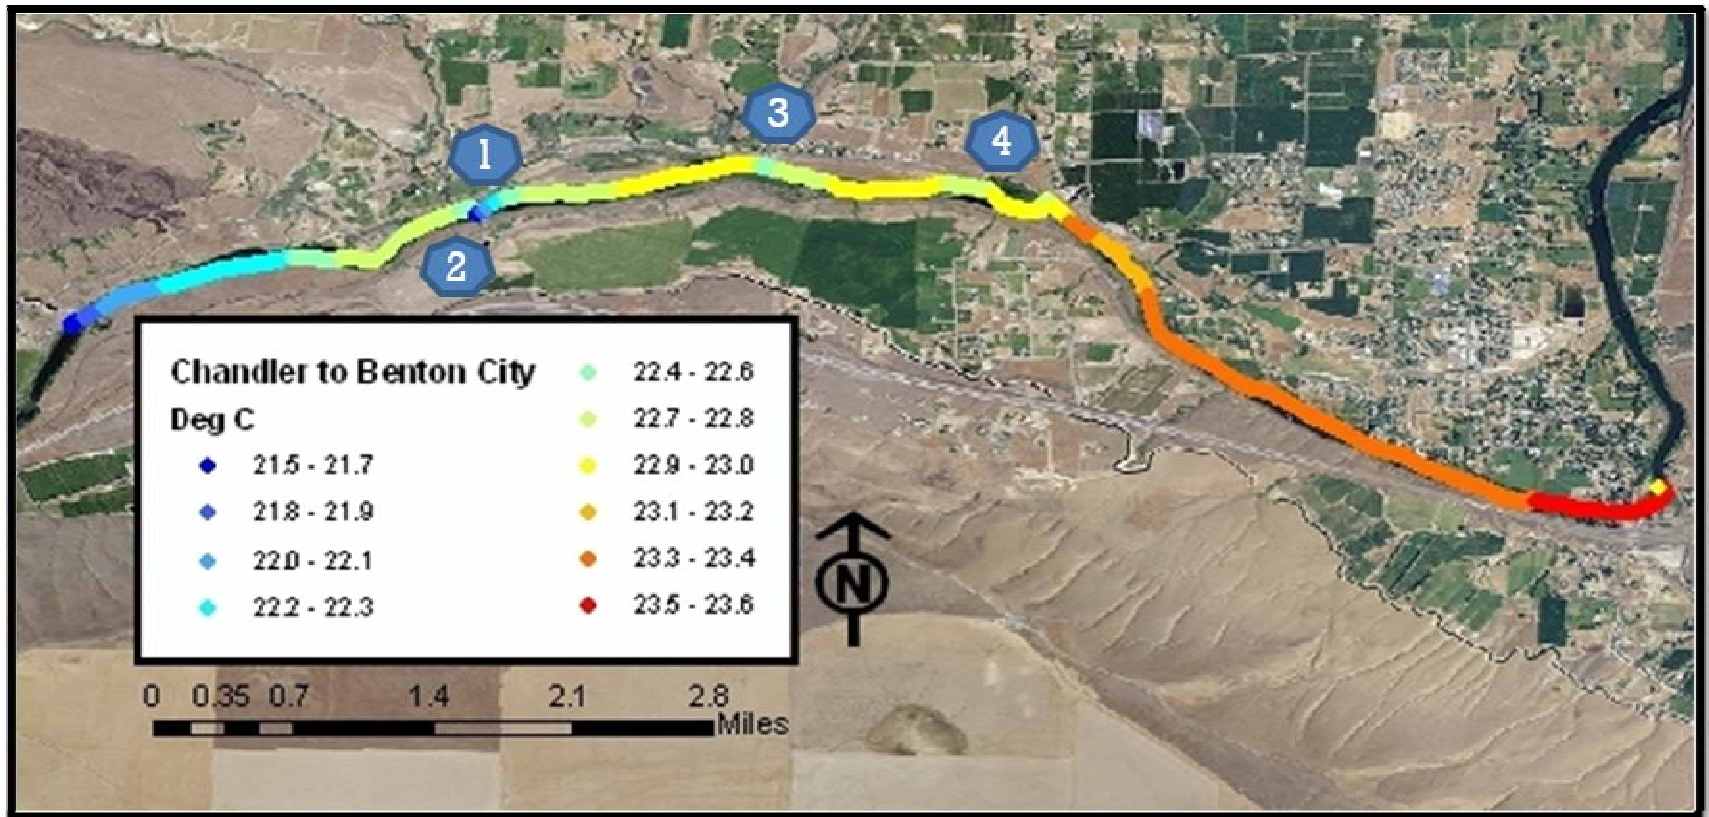 1
2
3
4
Chandler to Benton City
Deg C
21.5 - 21.7
21.8 - 21.9
22.0 - 22.1
22.2 - 22.3
22.4 - 22.6
22.7 - 22.8
22.9 - 23.0
23.1 - 23.2
23.3 - 23.4
23.5 - 23.6
N
0 0.35 0.7 1.4 2.1 2.8
Miles